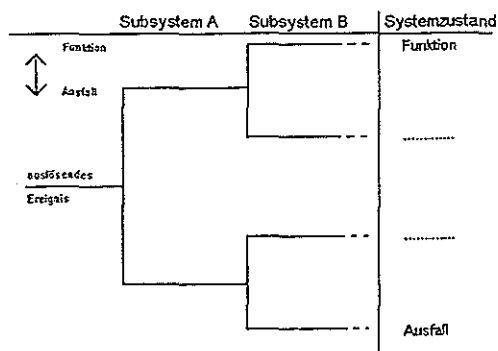 Subsystem A Subsystem B Systemzustand
Funktion Funktion
Ausfall
auslösendes
Ereignis
Ausfall